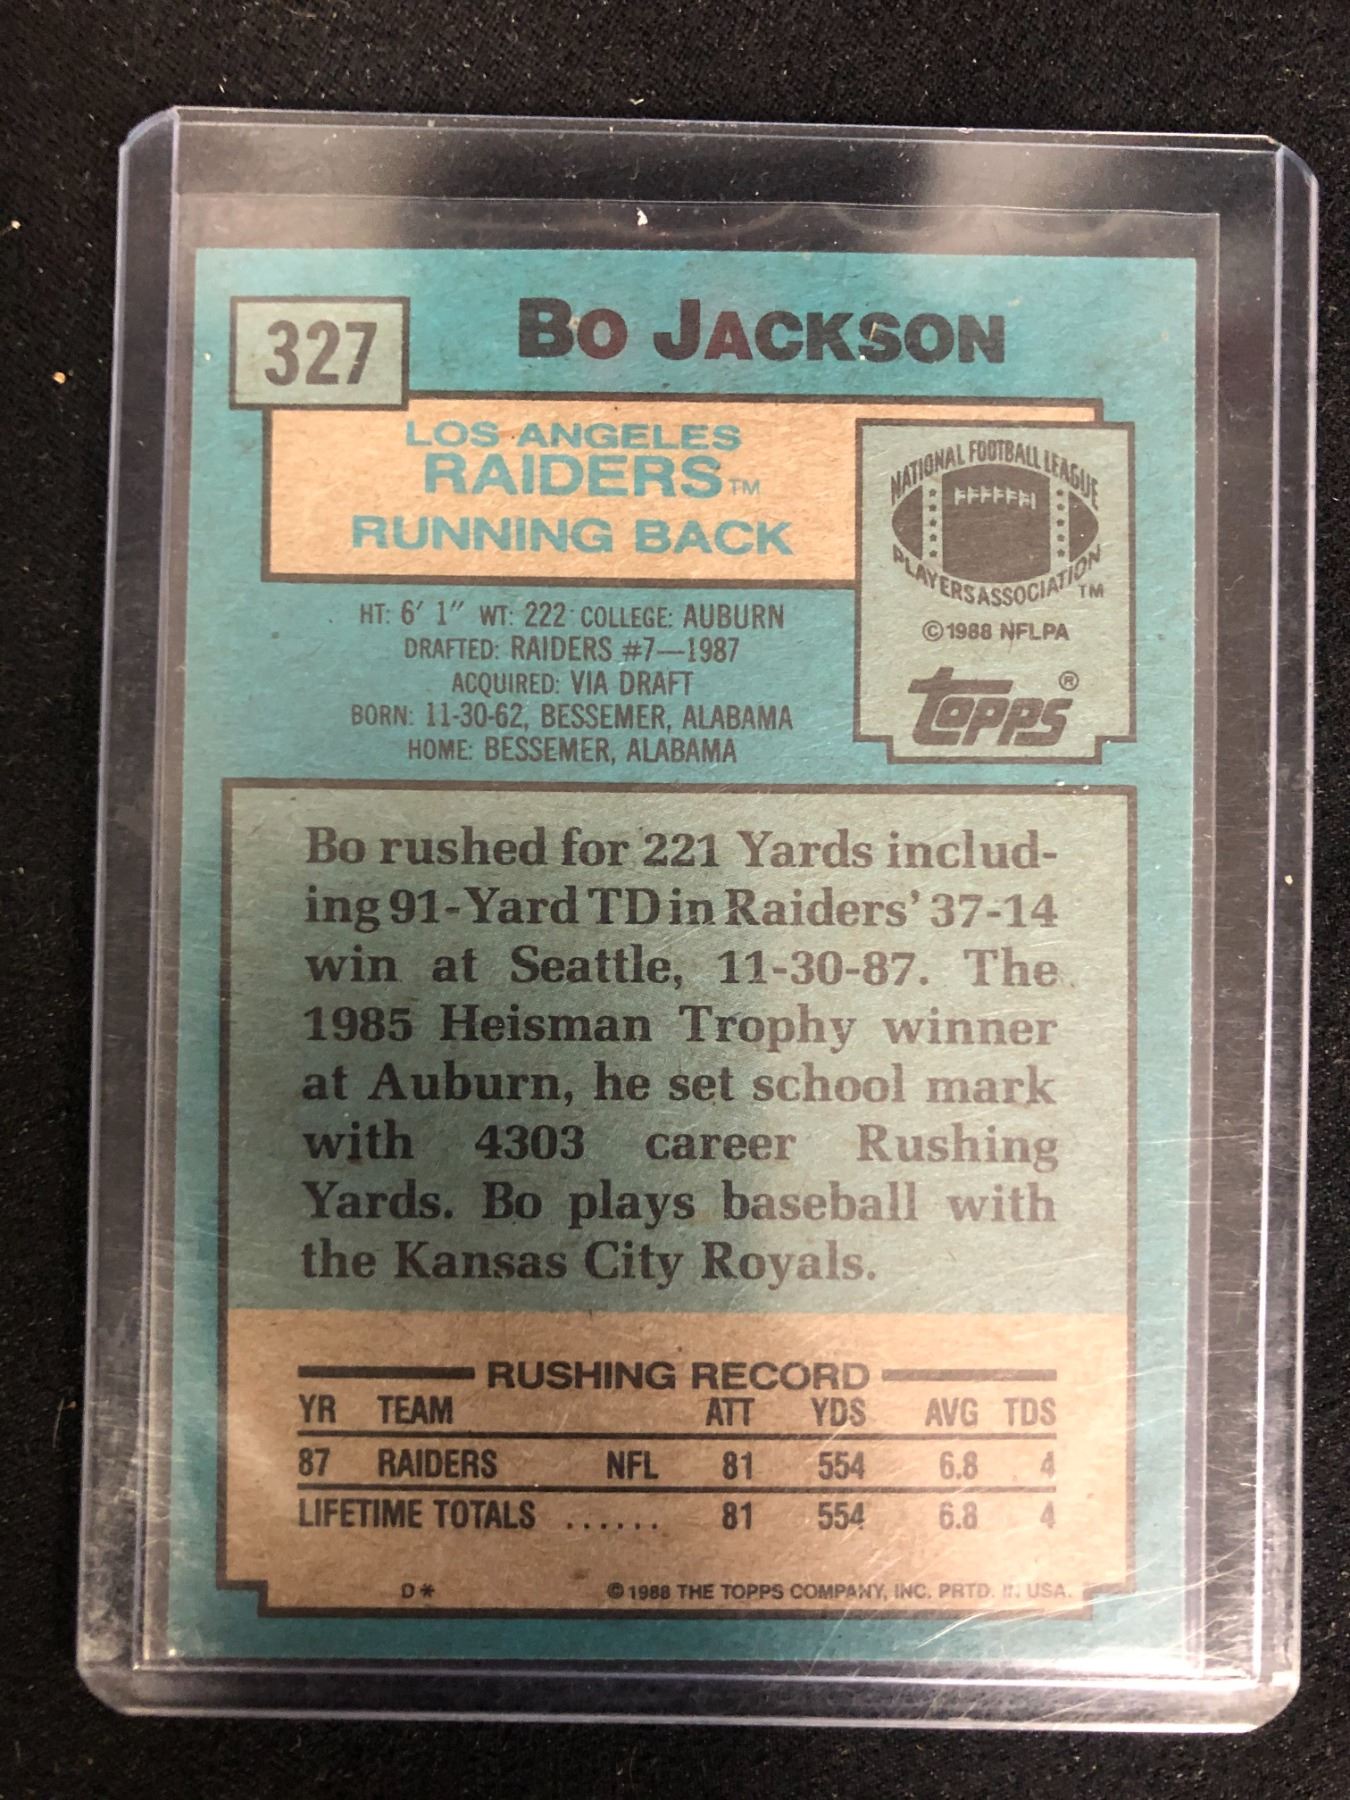 327
BO JACKSON
LOS ANGELES
RAIDERS TM
RUNNING BACK
NATIONAL FOOTBALL LEAGUE
PLAYERS ASSOCIATION TM
©1988 NFLPA
topps ®
HT: 6' 1" WT: 222 COLLEGE: AUBURN
DRAFTED: RAIDERS #7—1987
ACQUIRED: VIA DRAFT
BORN: 11-30-62, BESSEMER, ALABAMA
HOME: BESSEMER, ALABAMA
Bo rushed for 221 Yards includ-
ing 91-Yard TD in Raiders' 37-14
win at Seattle, 11-30-87. The
1985 Heisman Trophy winner
at Auburn, he set school mark
with 4303 career Rushing
Yards. Bo plays baseball with
the Kansas City Royals.
RUSHING RECORD
YR TEAM ATT YDS AVG TDS
87 RAIDERS NFL 81 554 6.8 4
LIFETIME TOTALS ...... 81 554 6.8 4
D* ©1988 THE TOPPS COMPANY, INC. PRTD. IN USA.